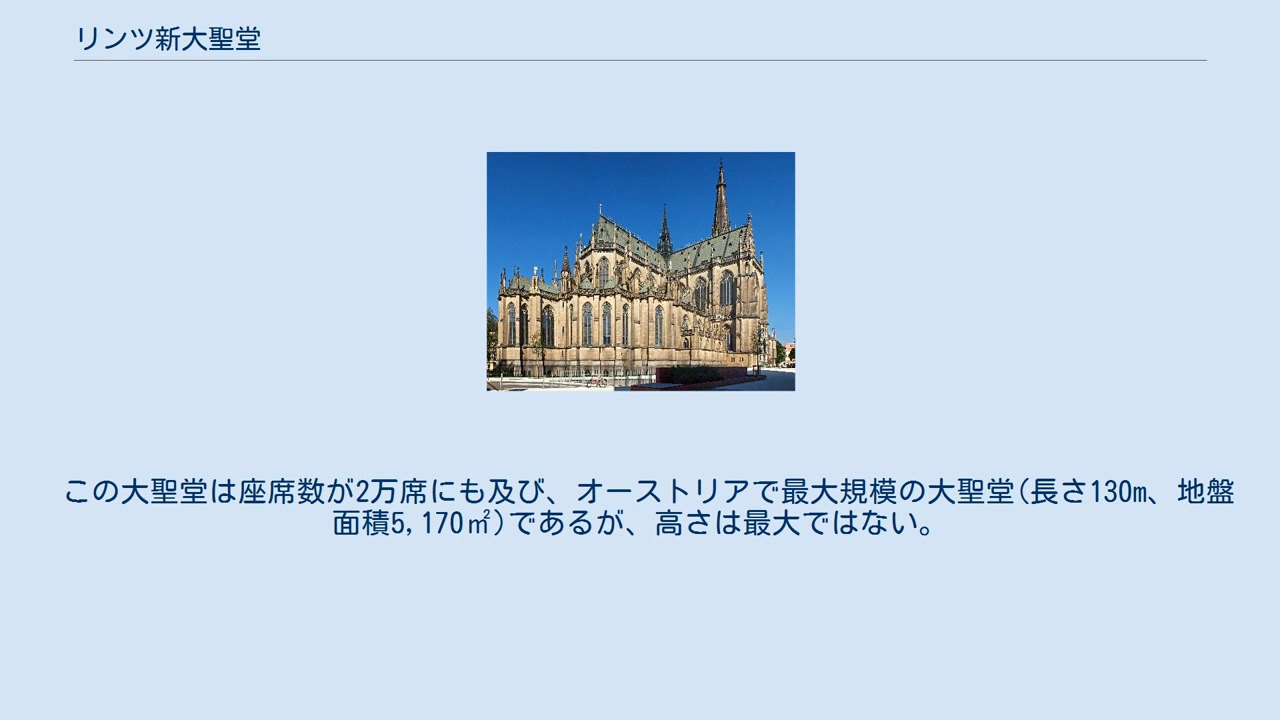 リンツ新大聖堂
この大聖堂は座席数が2万席にも及び、オーストリアで最大規模の大聖堂(長さ130m、地盤
面積5,170㎡)であるが、高さは最大ではない。